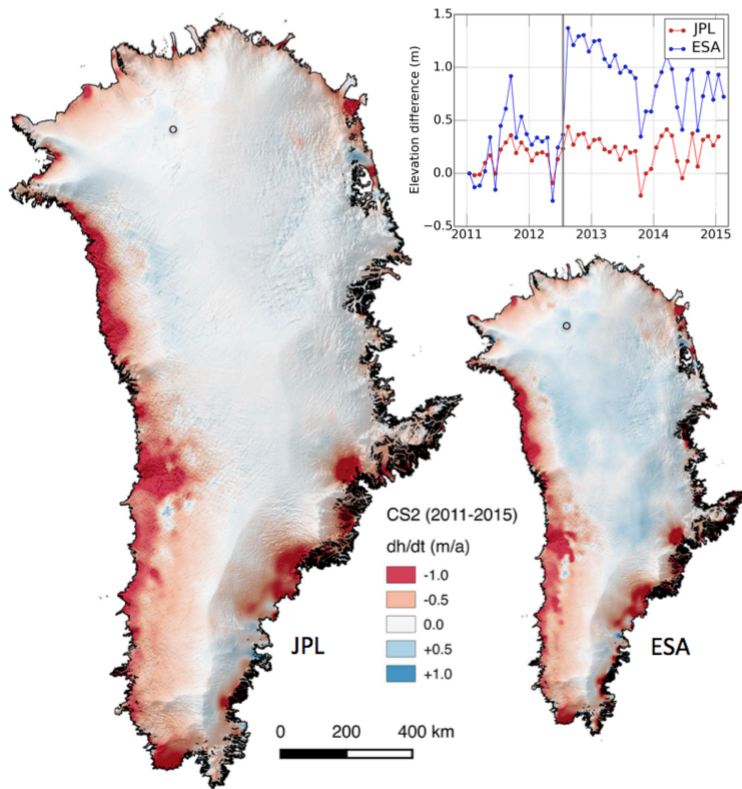 1.5
1.0
0.5
0.0
−0.5
Elevation difference (m)
JPL
ESA
2011 2012 2013 2014 2015
CS2 (2011-2015)
dh/dt (m/a)
-1.0
-0.5
0.0
+0.5
+1.0
JPL
ESA
0 200 400 km